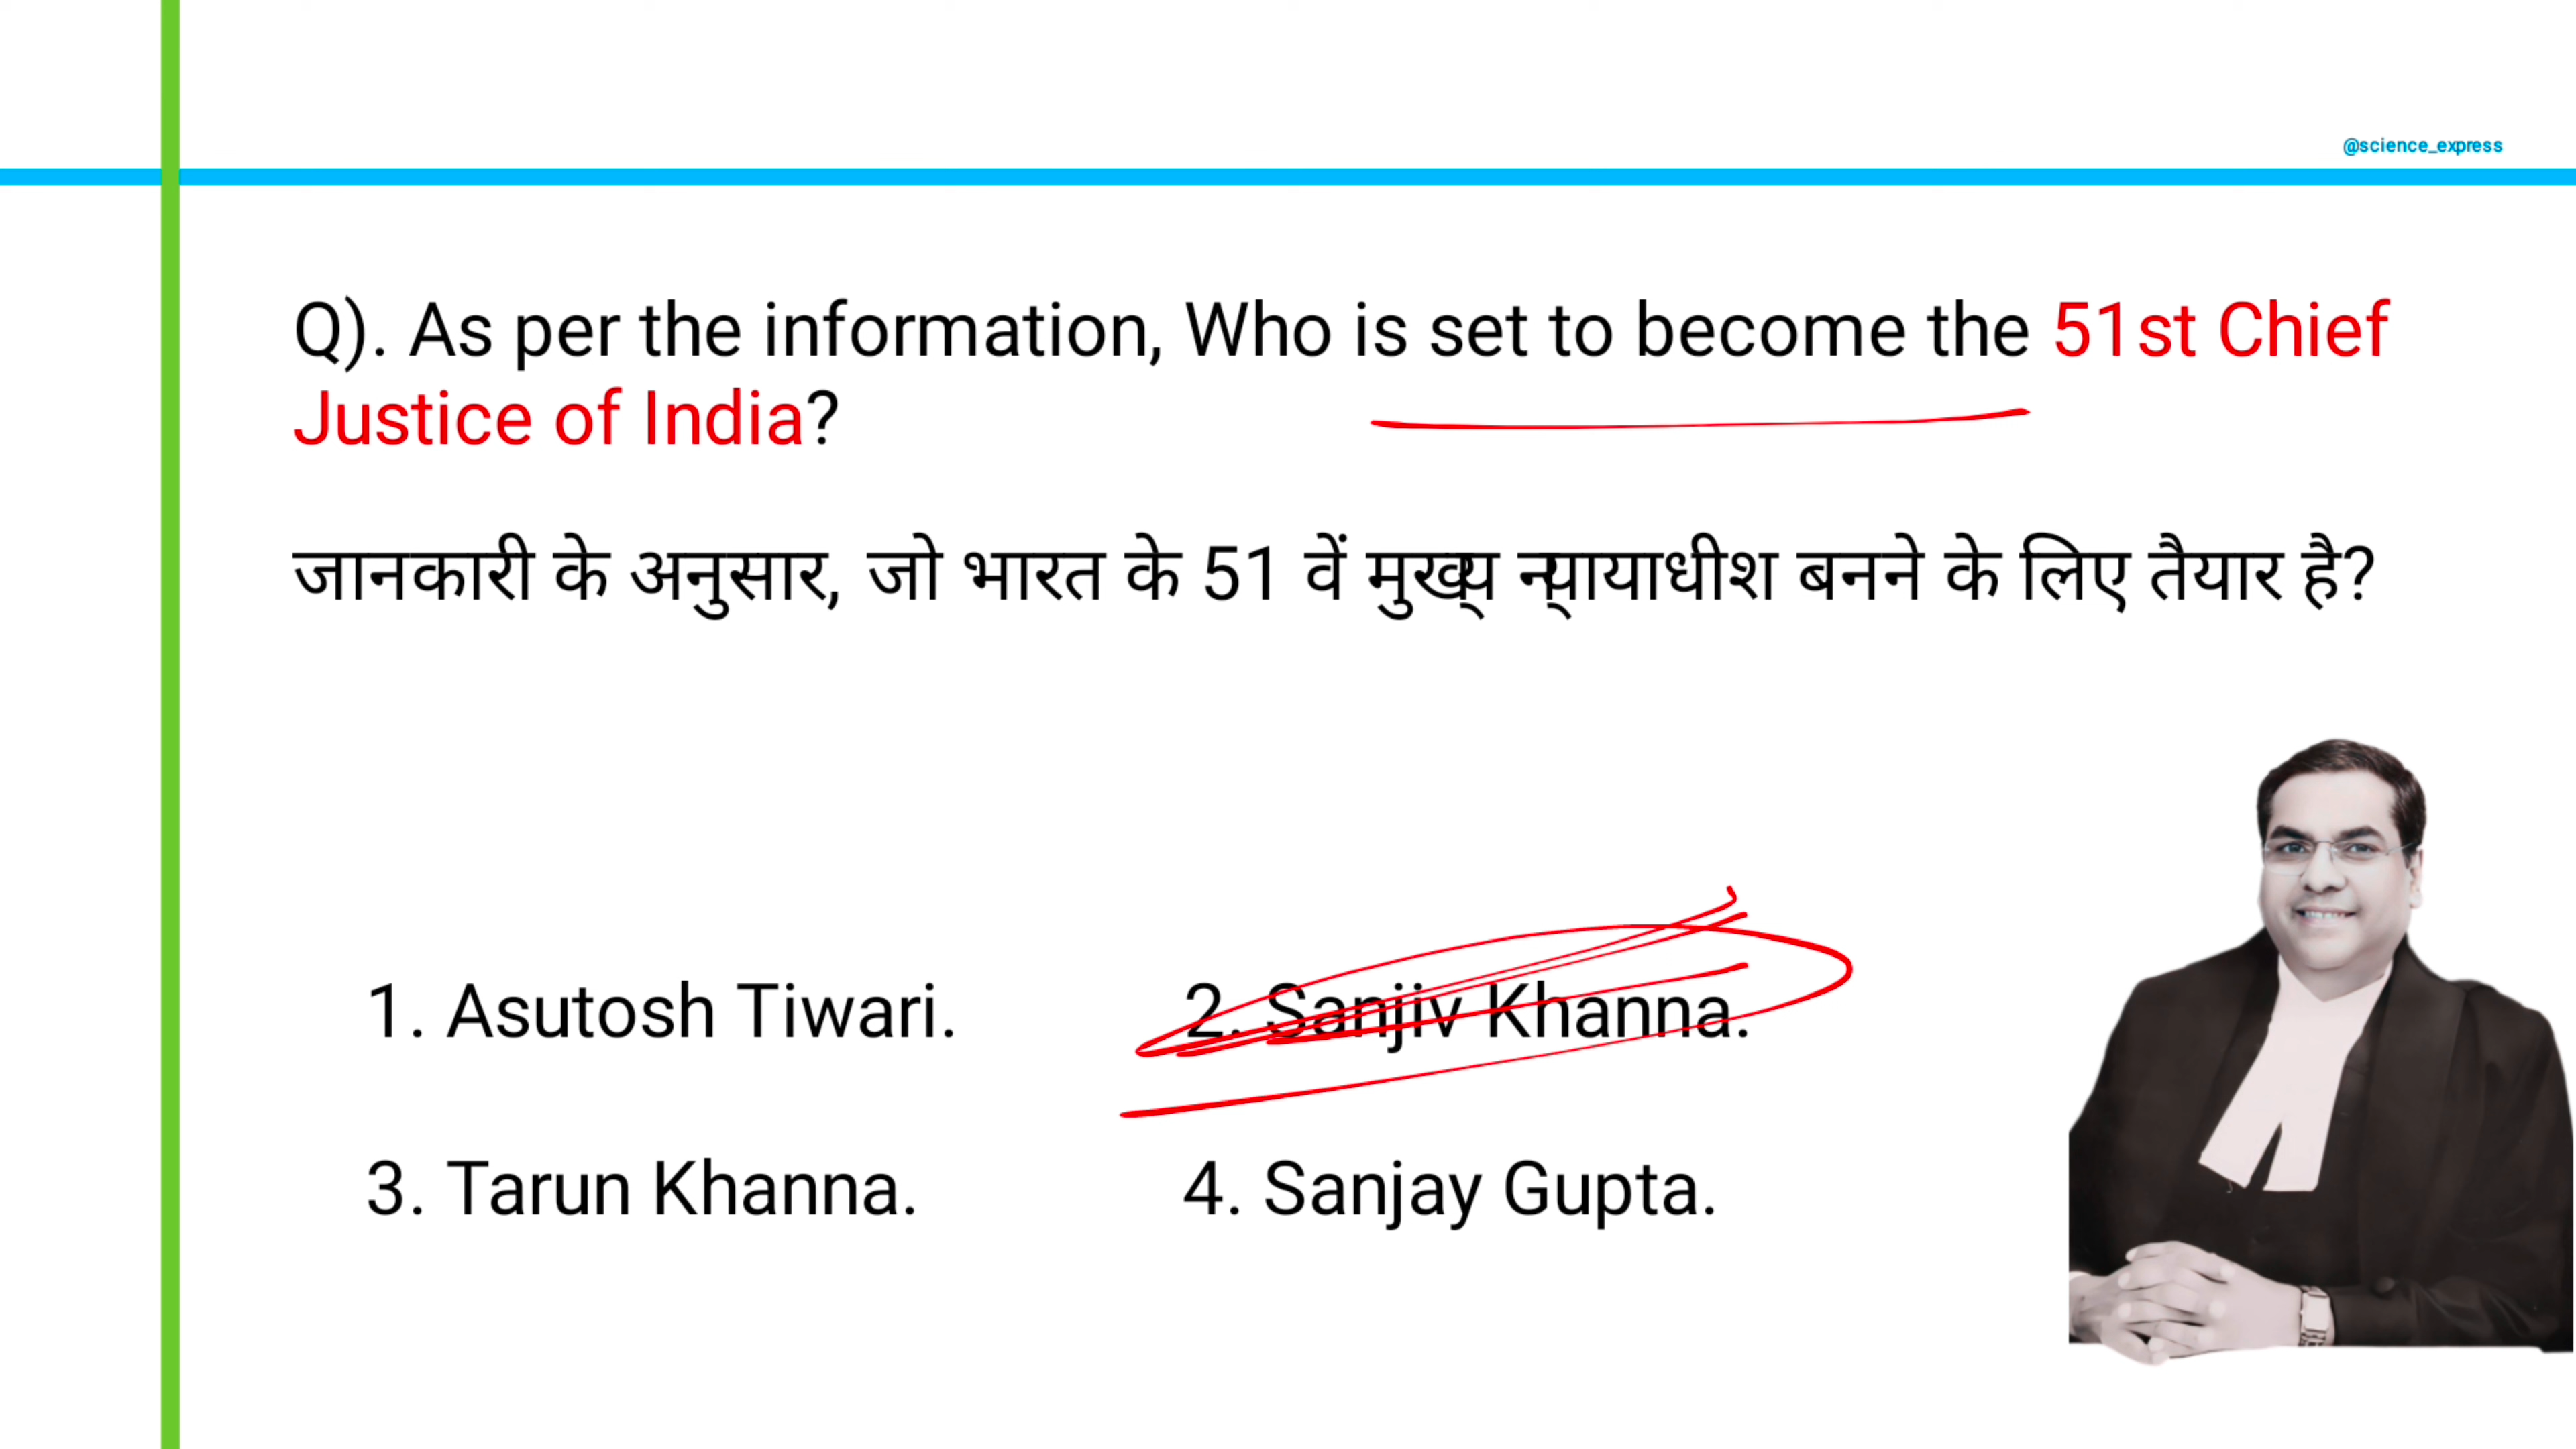 @science_express
Q). As per the information, Who is set to become the 51st Chief
Justice of India?
जानकारी के अनुसार, जो भारत के 51 वें मुख्य न्यायाधीश बनने के लिए तैयार है?
1. Asutosh Tiwari.
2. Sanjiv Khanna.
3. Tarun Khanna.
4. Sanjay Gupta.